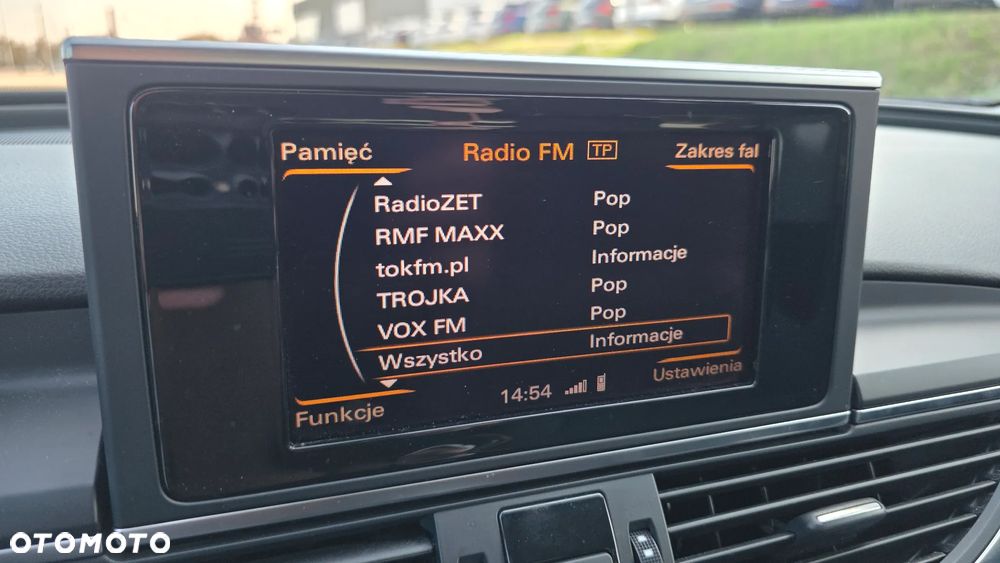 Pamięć Radio FM TP Zakres fal
RadioZET Pop
RMF MAXX Pop
tokfm.pl Informacje
TROJKA Pop
VOX FM Pop
Wszystko Informacje
Funkcje 14:54 Ustawienia
OTOMOTO